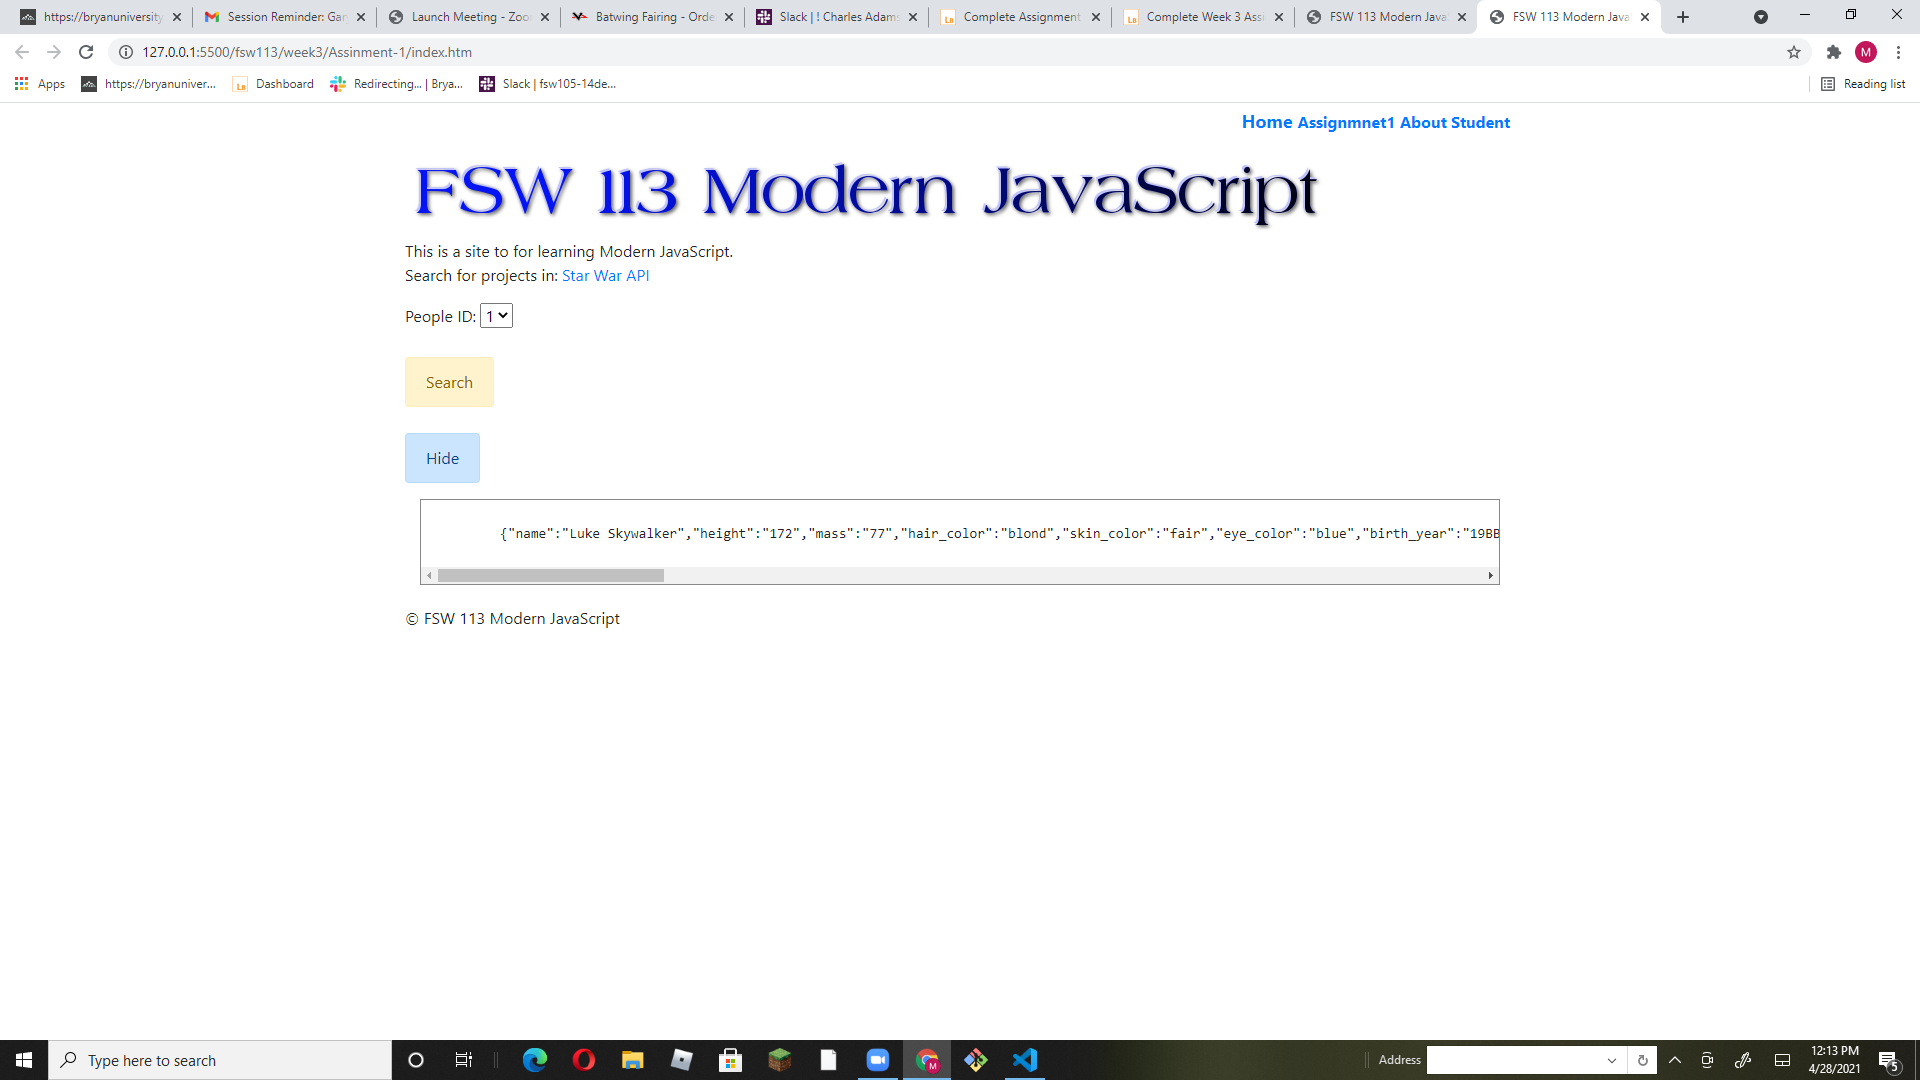 https://bryanuniversity
Session Reminder: Gar
Launch Meeting - Zoo
Batwing Fairing - Orde
Slack | ! Charles Adams
Complete Assignment
Complete Week 3 Assi
FSW 113 Modern Java
FSW 113 Modern Java
127.0.0.1:5500/fsw113/week3/Assinment-1/index.htm
M
Apps
https://bryanuniver...
Dashboard
Redirecting... | Brya...
Slack | fsw105-14de...
Reading list
Home Assignmnet1 About Student
FSW 113 Modern JavaScript
This is a site to for learning Modern JavaScript.
Search for projects in: Star War API
People ID: 1
Search
Hide
{"name":"Luke Skywalker","height":"172","mass":"77","hair_color":"blond","skin_color":"fair","eye_color":"blue","birth_year":"19BB
© FSW 113 Modern JavaScript
Type here to search
M
Address
12:13 PM
4/28/2021
5